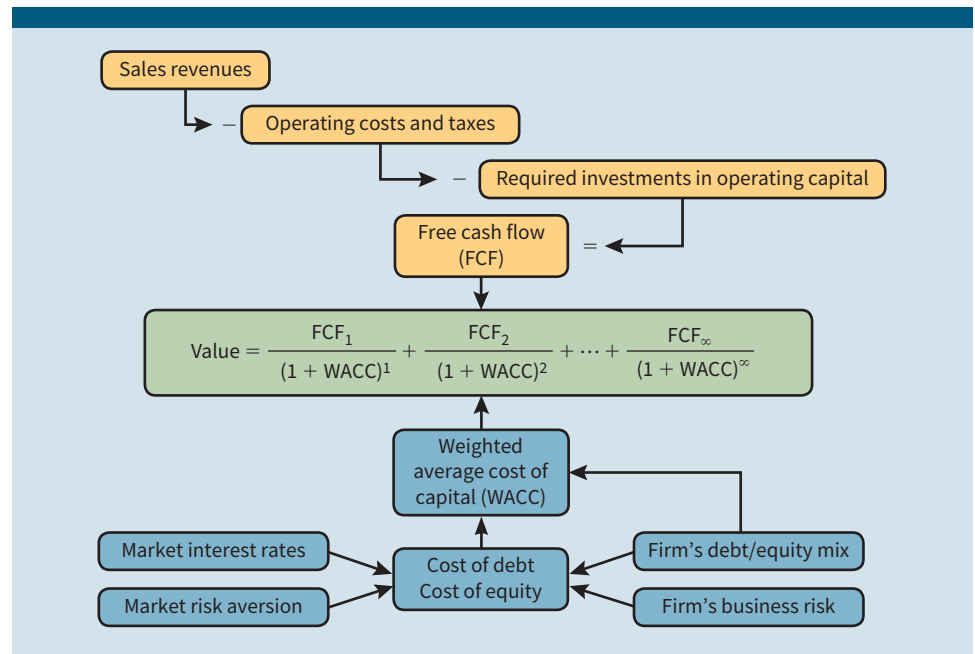 Sales revenues
− Operating costs and taxes
− Required investments in operating capital
Free cash flow
(FCF)
=
Value = FCF₁ / (1 + WACC)¹ + FCF₂ / (1 + WACC)² + ⋯ + FCF∞ / (1 + WACC)∞
Weighted
average cost of
capital (WACC)
Market interest rates
Market risk aversion
Cost of debt
Cost of equity
Firm’s debt/equity mix
Firm’s business risk